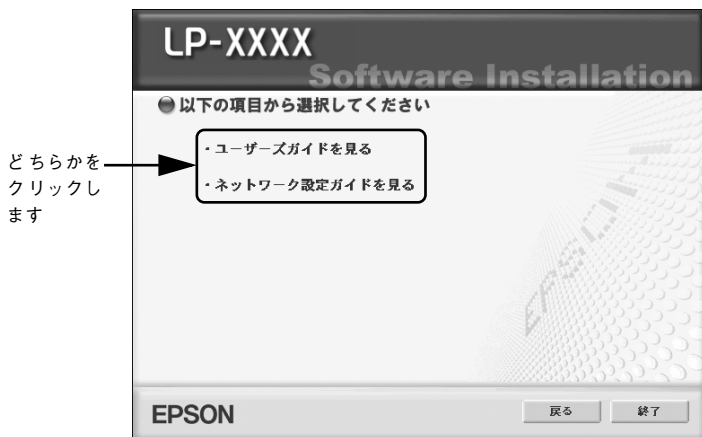 LP-XXXX
Software Installation
以下の項目から選択してください
・ユーザーズガイドを見る
・ネットワーク設定ガイドを見る
どちらかを
クリックし
ます
EPSON
EPSON
戻る
終了